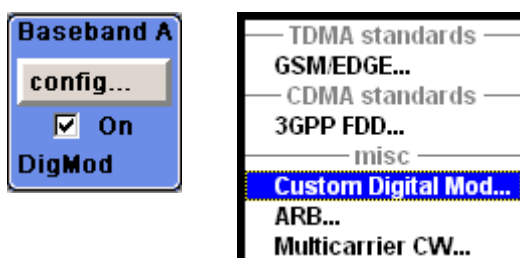 Baseband A
config...
On
DigMod
TDMA standards
GSM/EDGE...
CDMA standards
3GPP FDD...
misc
Custom Digital Mod...
ARB...
Multicarrier CW...